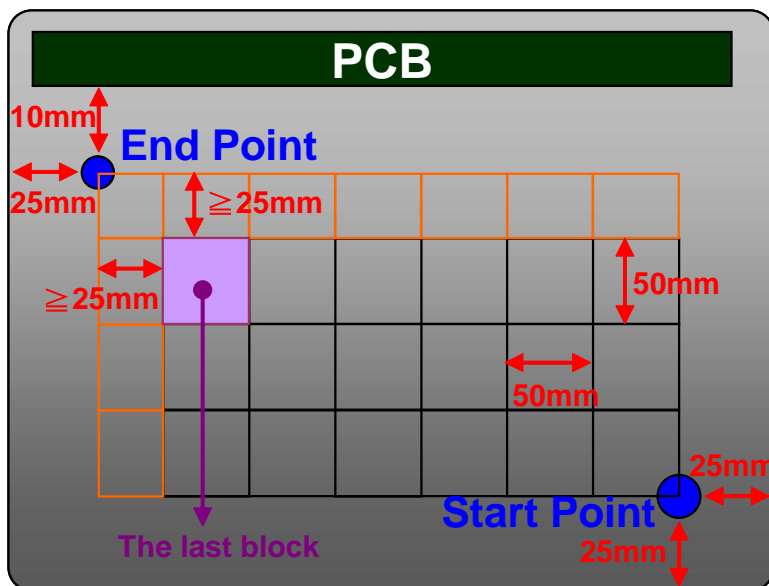 PCB
10mm
End Point
25mm
≧25mm
≧25mm
50mm
50mm
25mm
Start Point
25mm
The last block